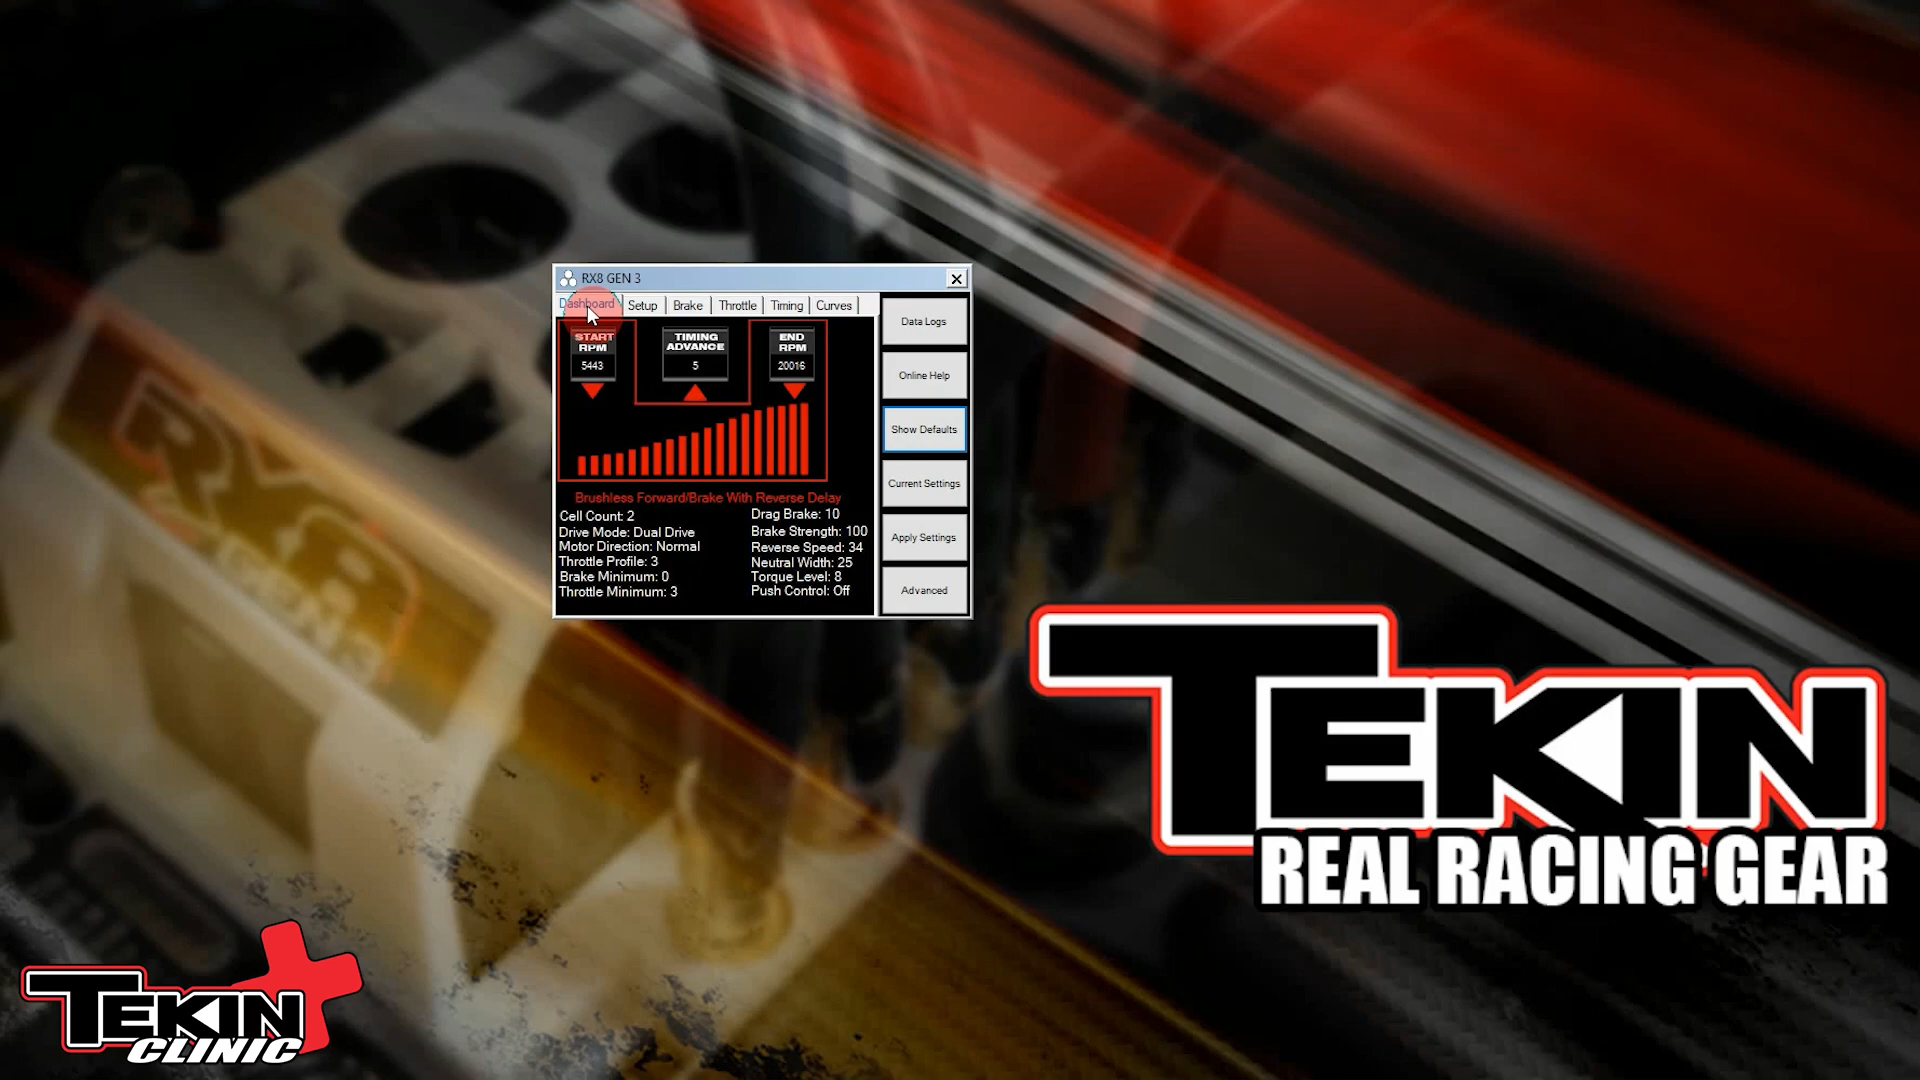 RX8 GEN 3
Dashboard
Setup
Brake
Throttle
Timing
Curves
START
RPM
5443
TIMING
ADVANCE
5
END
RPM
20016
Brushless Forward/Brake With Reverse Delay
Cell Count: 2
Drive Mode: Dual Drive
Motor Direction: Normal
Throttle Profile: 3
Brake Minimum: 0
Throttle Minimum: 3
Drag Brake: 10
Brake Strength: 100
Reverse Speed: 34
Neutral Width: 25
Torque Level: 8
Push Control: Off
Data Logs
Online Help
Show Defaults
Current Settings
Apply Settings
Advanced
RX8
TEKIN
REAL RACING GEAR
TEKIN
CLINIC